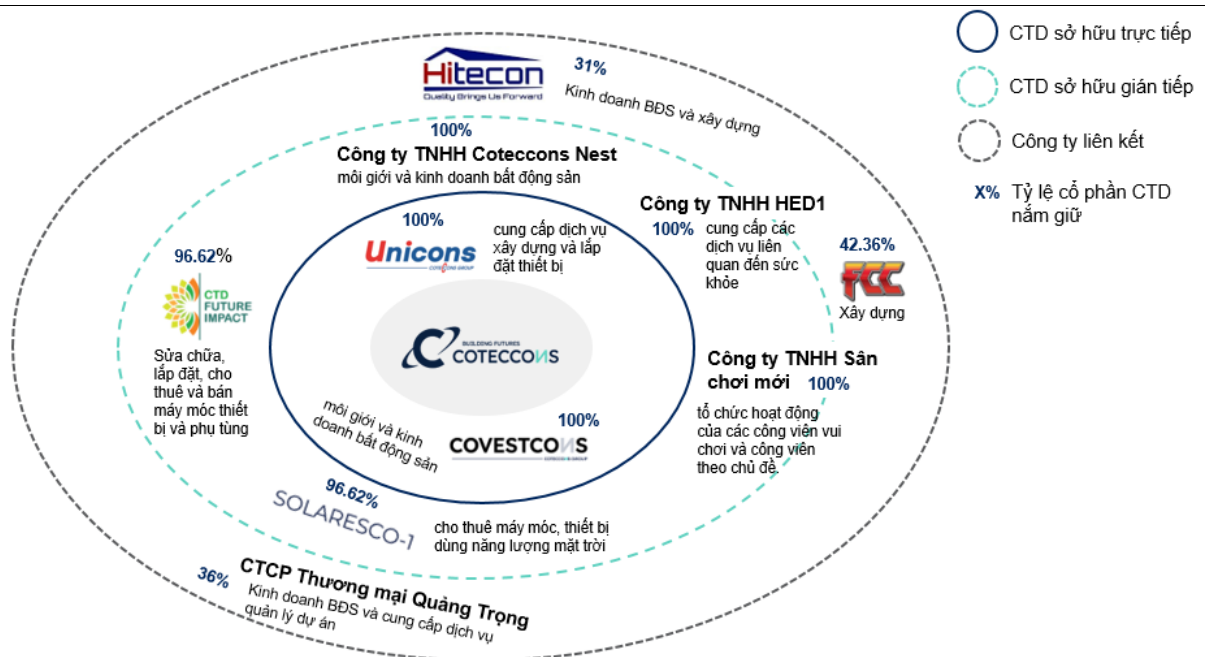 Hitecon
Quality Brings Us Forward
31%
Kinh doanh BĐS và xây dựng
CTD sở hữu trực tiếp
CTD sở hữu gián tiếp
Công ty liên kết
X% Tỷ lệ cổ phần CTD
nắm giữ
100%
Công ty TNHH Coteccons Nest
môi giới và kinh doanh bất động sản
100%
Unicons
COTECCONS GROUP
cung cấp dịch vụ
xây dựng và lắp
đặt thiết bị
Công ty TNHH HED1
100%
cung cấp các
dịch vụ liên
quan đến sức
khỏe
42.36%
FCC
Xây dựng
96.62%
CTD
FUTURE
IMPACT
Sửa chữa,
lắp đặt, cho
thuê và bán
máy móc thiết
bị và phụ tùng
BUILDING FUTURES
COTECCONS
Công ty TNHH Sân
chơi mới 100%
tổ chức hoạt động
của các công viên vui
chơi và công viên
theo chủ đề.
môi giới và kinh
doanh bất động sản
100%
COVESTCONS
COTECCONS GROUP
96.62%
SOLARESCO-1
cho thuê máy móc, thiết bị
dùng năng lượng mặt trời
36%
CTCP Thương mại Quảng Trọng
Kinh doanh BĐS và cung cấp dịch vụ
quản lý dự án